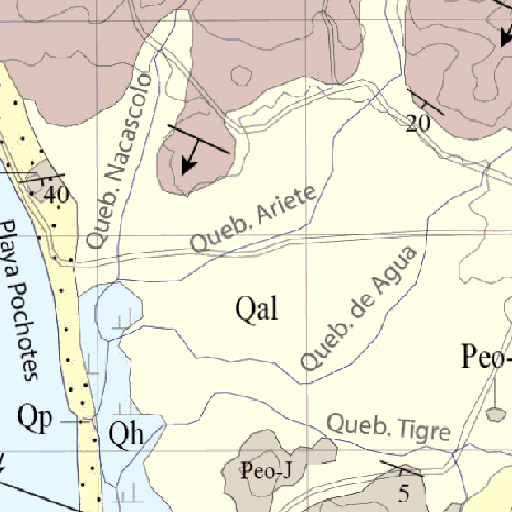 20
Queb. Nacascolo
40
Queb. Ariete
Playa Pochotes
Queb. de Agua
Qal
Peo-
Qp
Qh
Queb. Tigre
Peo-J
5